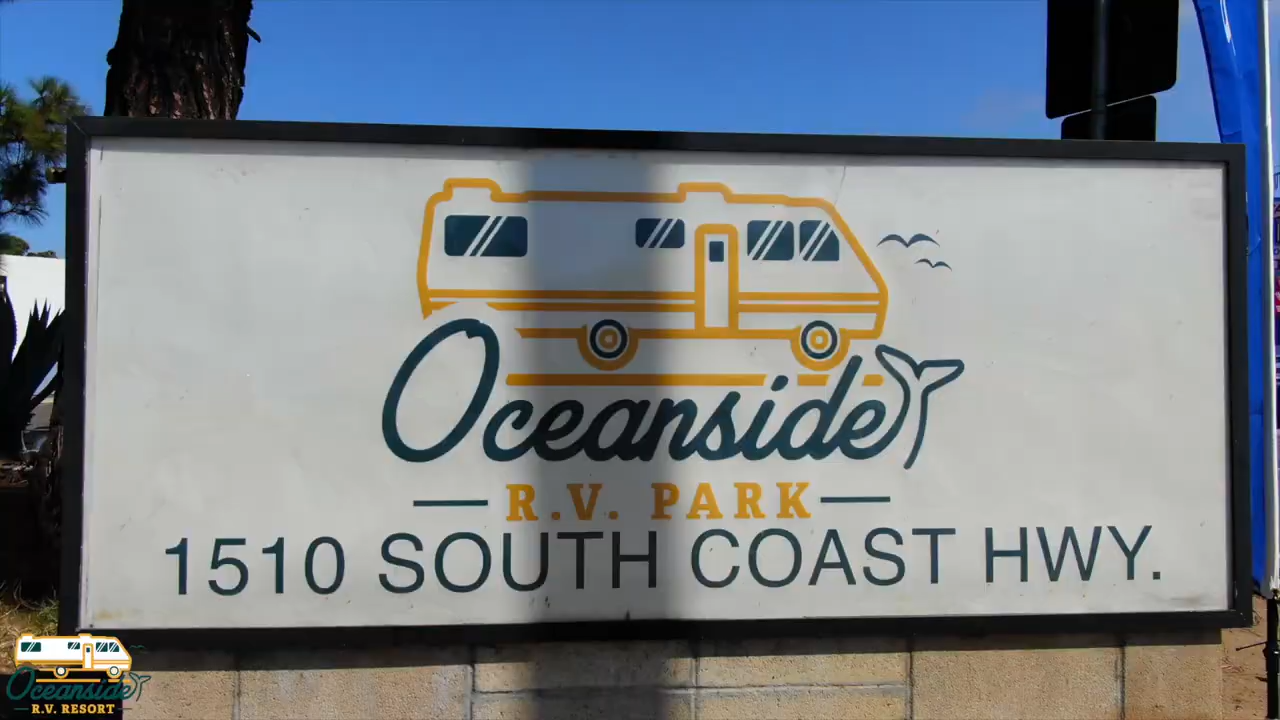 Oceanside
R.V. PARK
1510 SOUTH COAST HWY.
Oceanside
R.V. RESORT